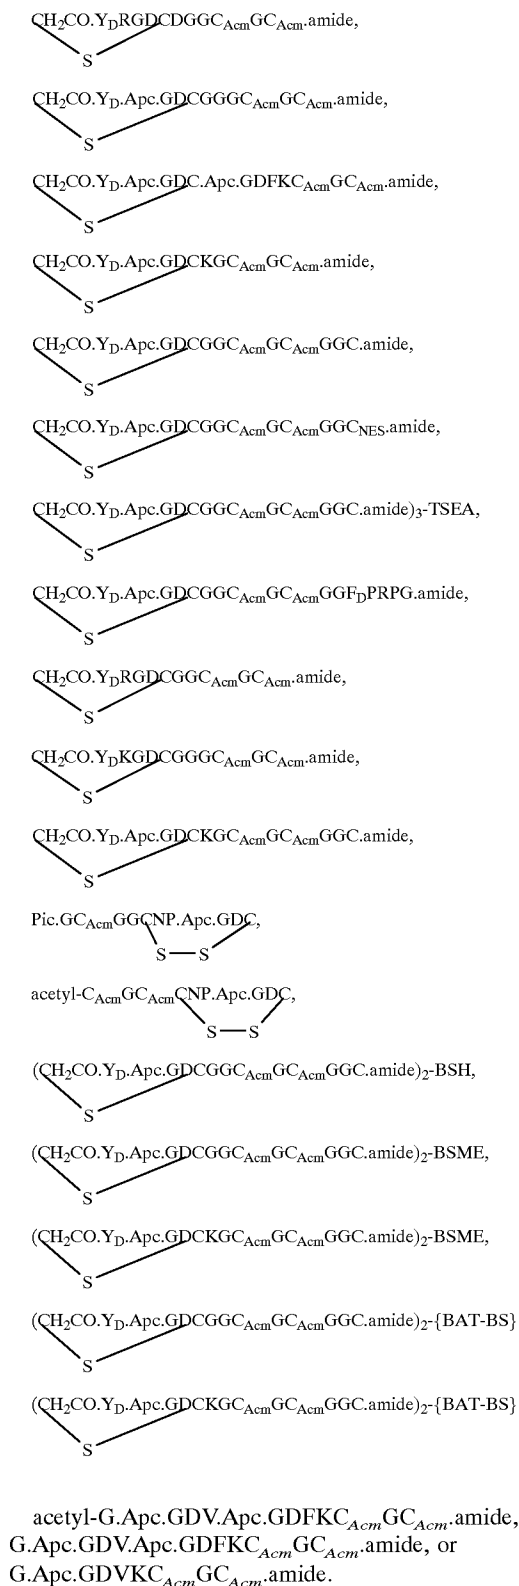 CH2CO.YDRGDCDGGCAcmGCAcm.amide,
S
CH2CO.YD.Apc.GDCGGGCAcmGCAcm.amide,
S
CH2CO.YD.Apc.GDC.Apc.GDFKCAcmGCAcm.amide,
S
CH2CO.YD.Apc.GDCKGCAcmGCAcm.amide,
S
CH2CO.YD.Apc.GDCGGCAcmGCAcmGGC.amide,
S
CH2CO.YD.Apc.GDCGGCAcmGCAcmGGCNES.amide,
S
CH2CO.YD.Apc.GDCGGCAcmGCAcmGGC.amide)3-TSEA,
S
CH2CO.YD.Apc.GDCGGCAcmGCAcmGGFDPRPG.amide,
S
CH2CO.YDRGDCGGCAcmGCAcm.amide,
S
CH2CO.YDKGDCGGGCAcmGCAcm.amide,
S
CH2CO.YD.Apc.GDCKGCAcmGCAcmGGC.amide,
S
Pic.GCAcmGGCNP.Apc.GDC,
S—S
acetyl-CAcmGCAcmCNP.Apc.GDC,
S—S
(CH2CO.YD.Apc.GDCGGCAcmGCAcmGGC.amide)2-BSH,
S
(CH2CO.YD.Apc.GDCGGCAcmGCAcmGGC.amide)2-BSME,
S
(CH2CO.YD.Apc.GDCKGCAcmGCAcmGGC.amide)2-BSME,
S
(CH2CO.YD.Apc.GDCGGCAcmGCAcmGGC.amide)2-{BAT-BS}
S
(CH2CO.YD.Apc.GDCKGCAcmGCAcmGGC.amide)2-{BAT-BS}
S
acetyl-G.Apc.GDV.Apc.GDFKCAcmGCAcm.amide,
G.Apc.GDV.Apc.GDFKCAcmGCAcm.amide, or
G.Apc.GDVKCAcmGCAcm.amide.